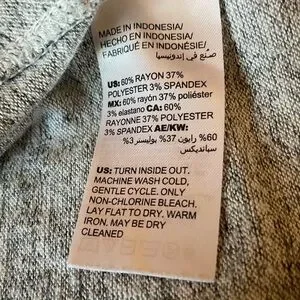 MADE IN INDONESIA/
HECHO EN INDONESIA/
FABRIQUÉ EN INDONÉSIE/
صنع في إندونيسيا
US: 60% RAYON 37%
POLYESTER 3% SPANDEX
MX: 60% rayón 37% poliéster
3% elastano CA: 60%
RAYONNE 37% POLYESTER
3% SPANDEX AE/KW:
60% رايون 37% بوليستر 3%
سباندیکس
US: TURN INSIDE OUT.
MACHINE WASH COLD,
GENTLE CYCLE. ONLY
NON-CHLORINE BLEACH.
LAY FLAT TO DRY. WARM
IRON. MAY BE DRY
CLEANED